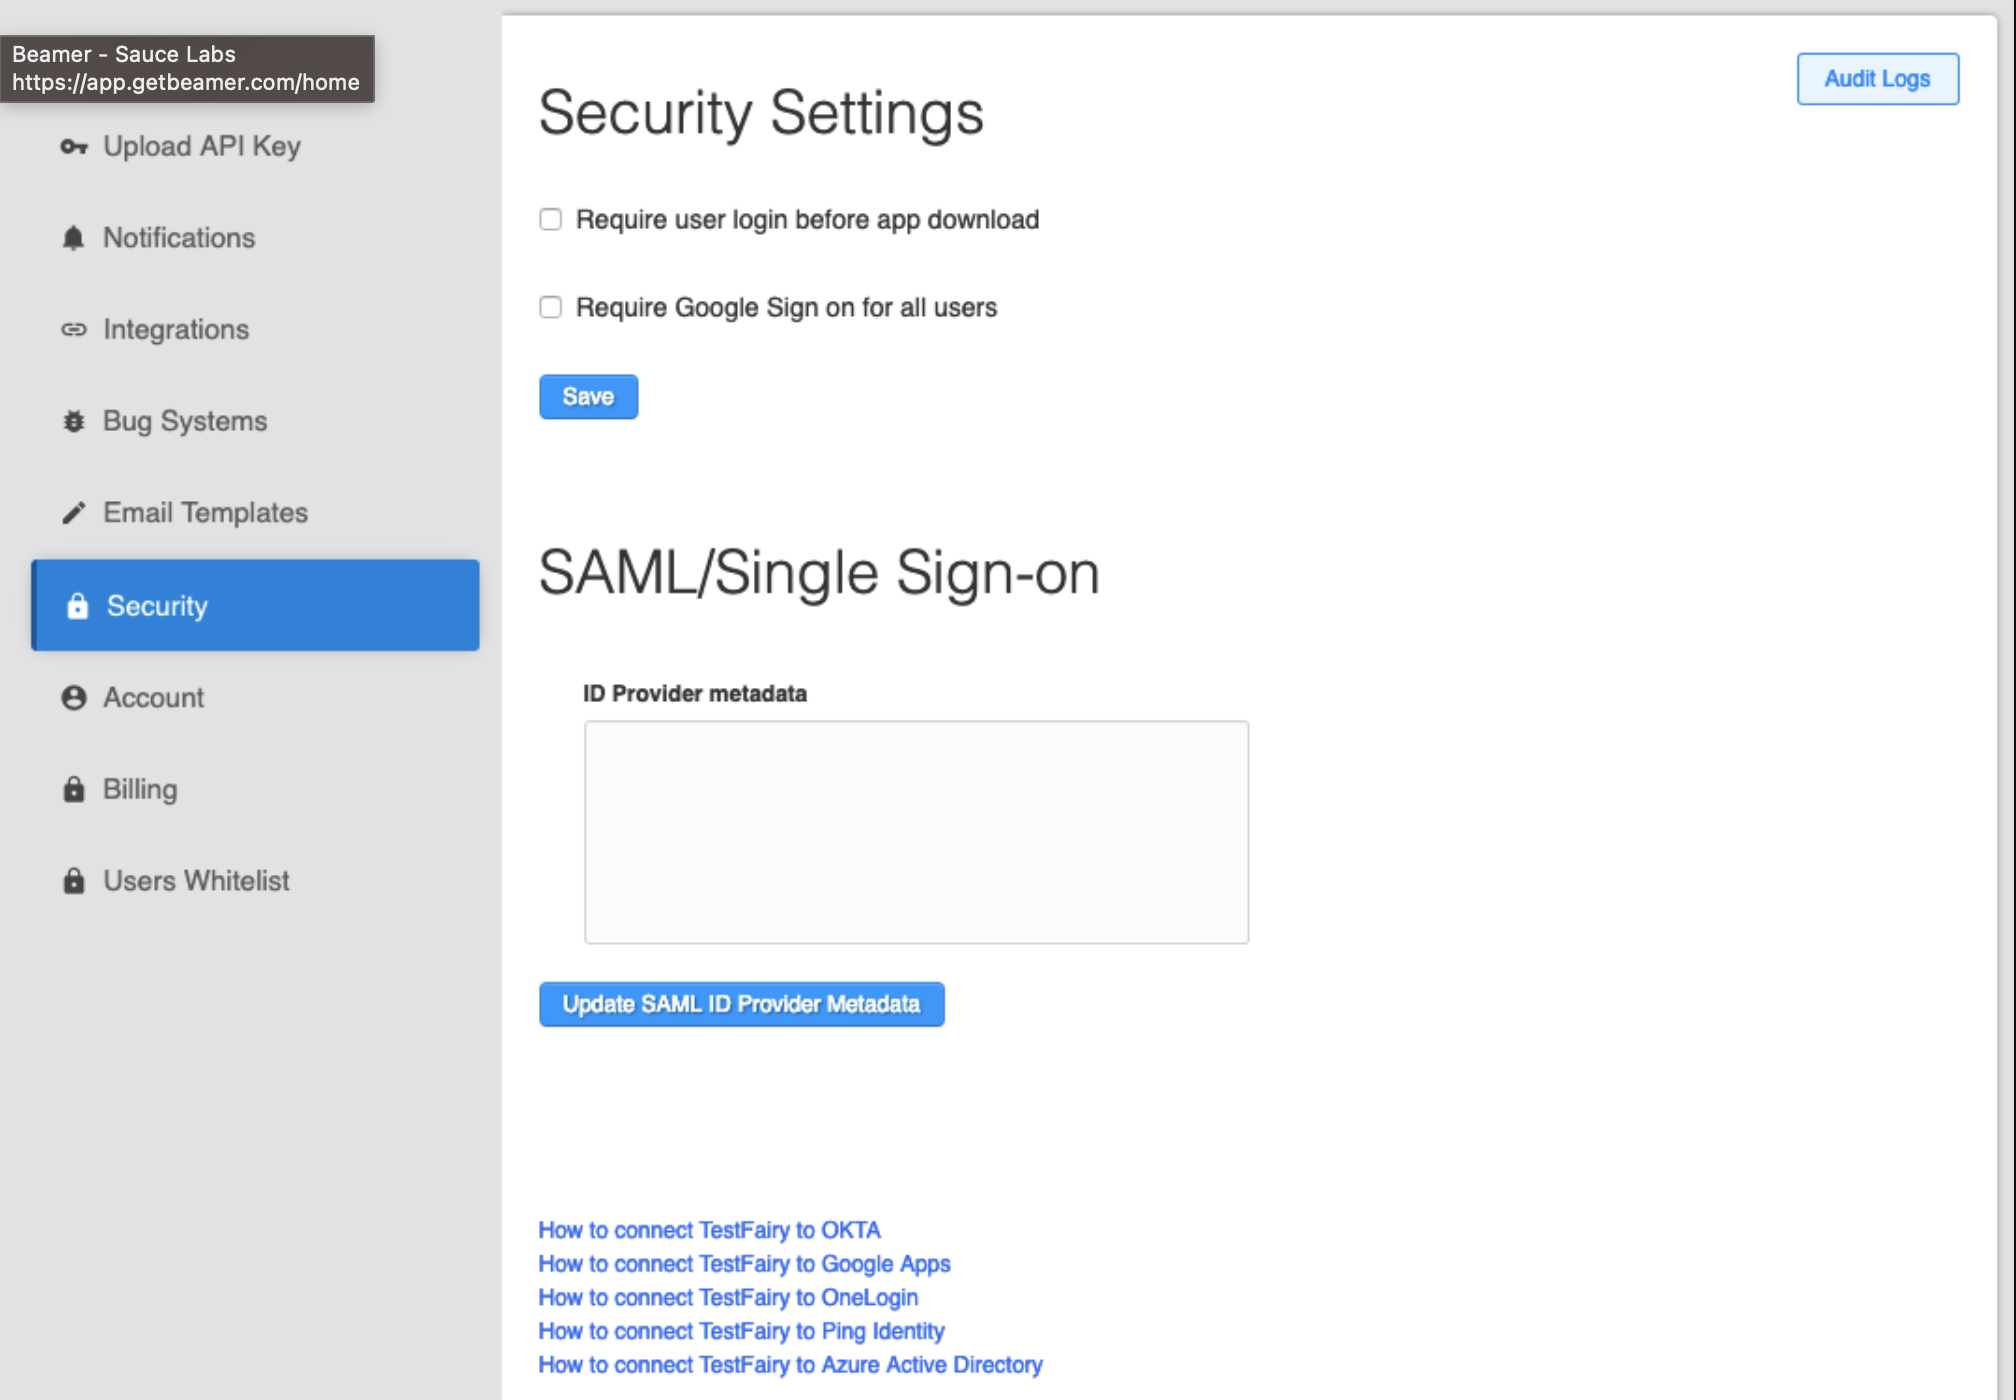 Beamer - Sauce Labs
https://app.getbeamer.com/home
Upload API Key
Notifications
Integrations
Bug Systems
Email Templates
Security
Account
Billing
Users Whitelist
Audit Logs
Security Settings
Require user login before app download
Require Google Sign on for all users
Save
SAML/Single Sign-on
ID Provider metadata
Update SAML ID Provider Metadata
How to connect TestFairy to OKTA
How to connect TestFairy to Google Apps
How to connect TestFairy to OneLogin
How to connect TestFairy to Ping Identity
How to connect TestFairy to Azure Active Directory